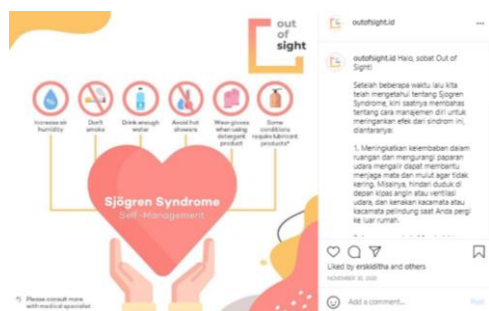 out
of
sight
Increase air
humidity
Don't
smoke
Drink enough
water
Avoid hot
showers
Wear gloves
when using
detergent
product
Some
conditions
require lubricant
products*
Sjögren Syndrome
Self-Management
*) Please consult more
with medical specialist
outofsight.id
outofsight.id Halo, sobat Out of
Sight!
Setelah beberapa waktu lalu kita
telah mengetahui tentang Sjogren
Syndrome, kini saatnya membahas
tentang cara manajemen diri untuk
meringankan efek dari sindrom ini,
diantaranya:
1. Meningkatkan kelembaban dalam
ruangan dan mengurangi paparan
udara mengalir dapat membantu
menjaga mata dan mulut agar tidak
kering. Misalnya, hindari duduk di
depan kipas angin atau ventilasi
udara, dan kenakan kacamata atau
kacamata pelindung saat Anda pergi
ke luar rumah.
Liked by erskiditha and others
NOVEMBER 10, 2020
Add a comment...
Post